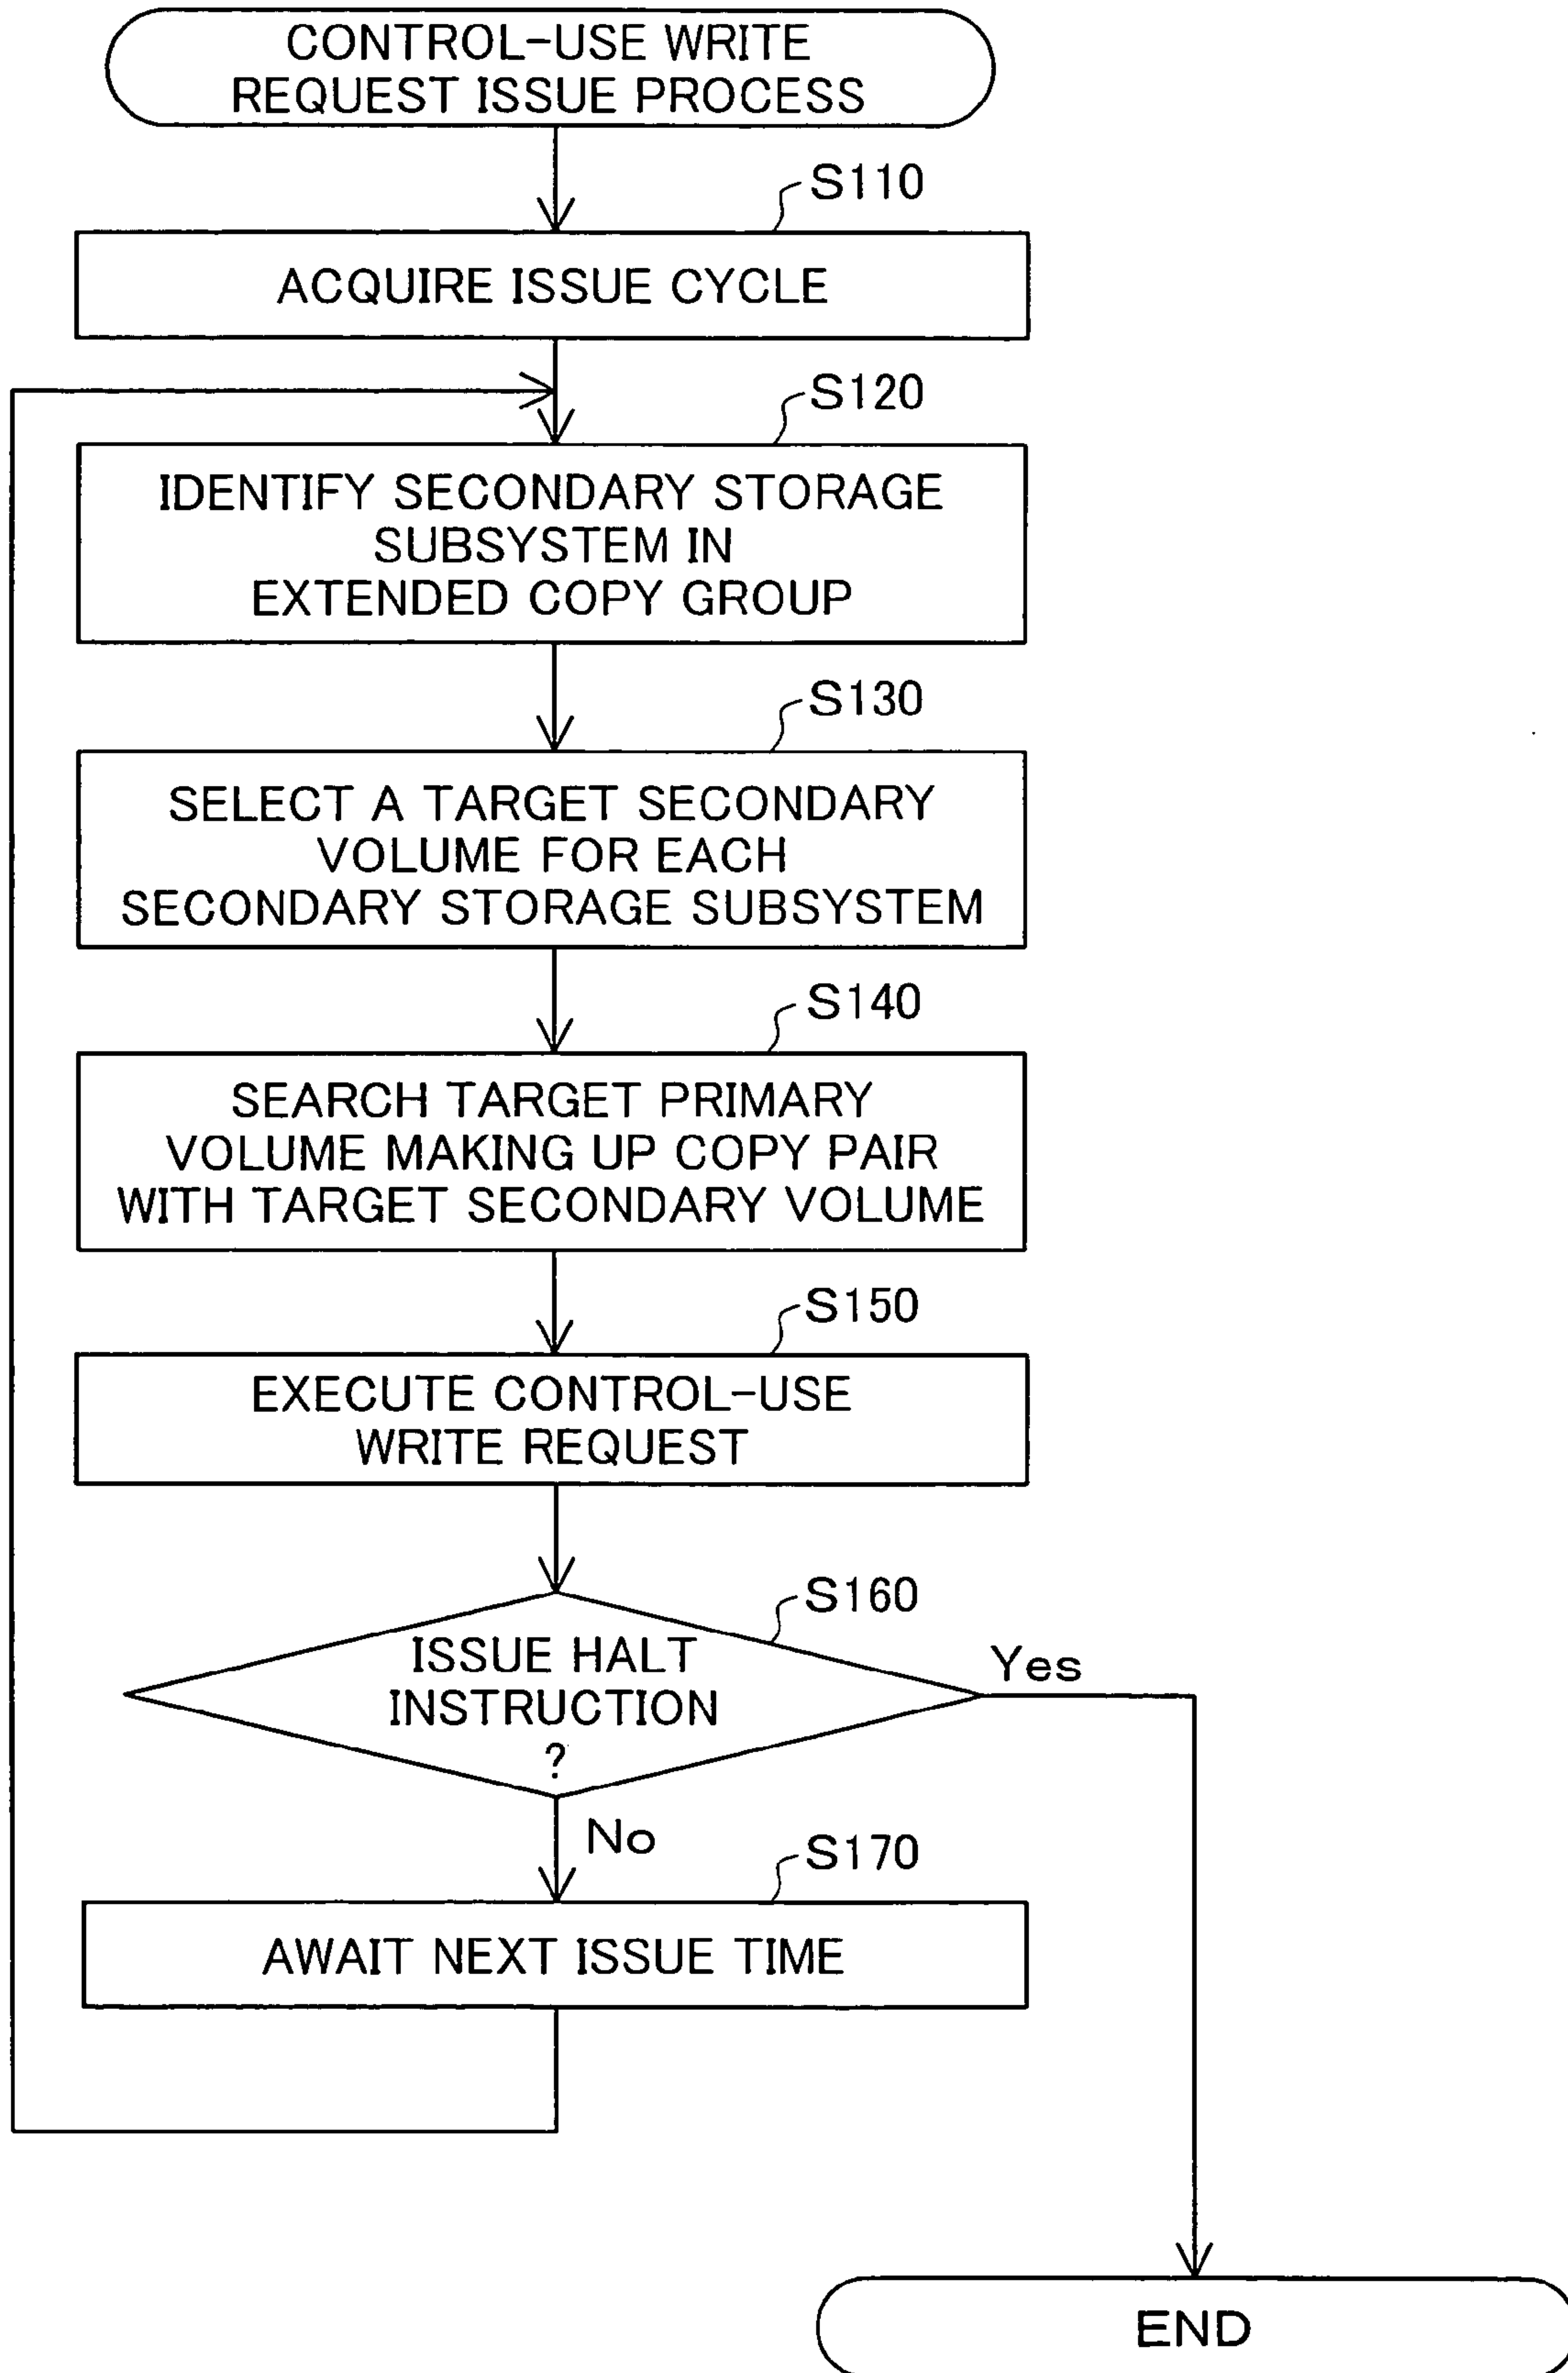 CONTROL-USE WRITE
REQUEST ISSUE PROCESS
S110
ACQUIRE ISSUE CYCLE
S120
IDENTIFY SECONDARY STORAGE
SUBSYSTEM IN
EXTENDED COPY GROUP
S130
SELECT A TARGET SECONDARY
VOLUME FOR EACH
SECONDARY STORAGE SUBSYSTEM
S140
SEARCH TARGET PRIMARY
VOLUME MAKING UP COPY PAIR
WITH TARGET SECONDARY VOLUME
S150
EXECUTE CONTROL-USE
WRITE REQUEST
S160
ISSUE HALT
INSTRUCTION
?
Yes
No
S170
AWAIT NEXT ISSUE TIME
END